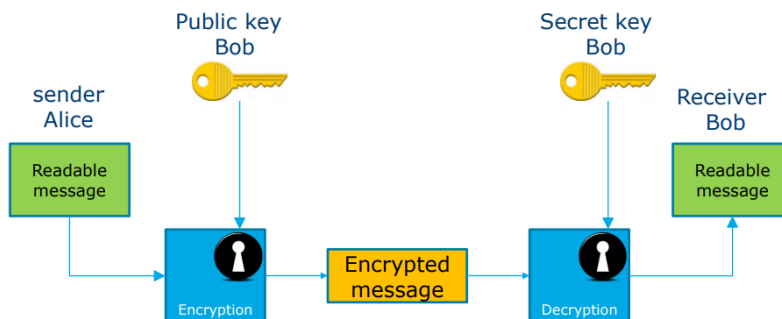 Public key
Bob
Secret key
Bob
sender
Alice
Receiver
Bob
Readable
message
Readable
message
Encrypted
message
Encryption
Decryption